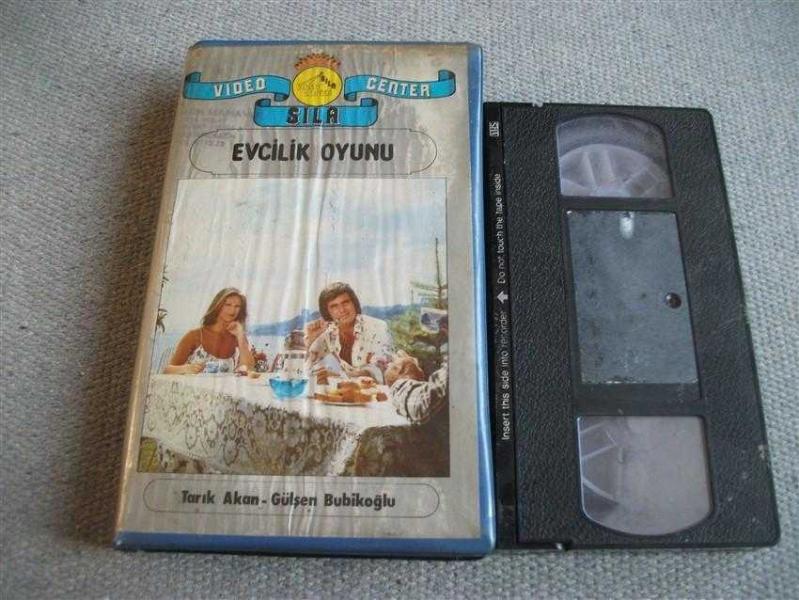 VIDEO CENTER
SILA
EVCİLİK OYUNU
Tarık Akan - Gülşen Bubikoğlu
VHS
Insert this side into recorder Do not touch the tape inside